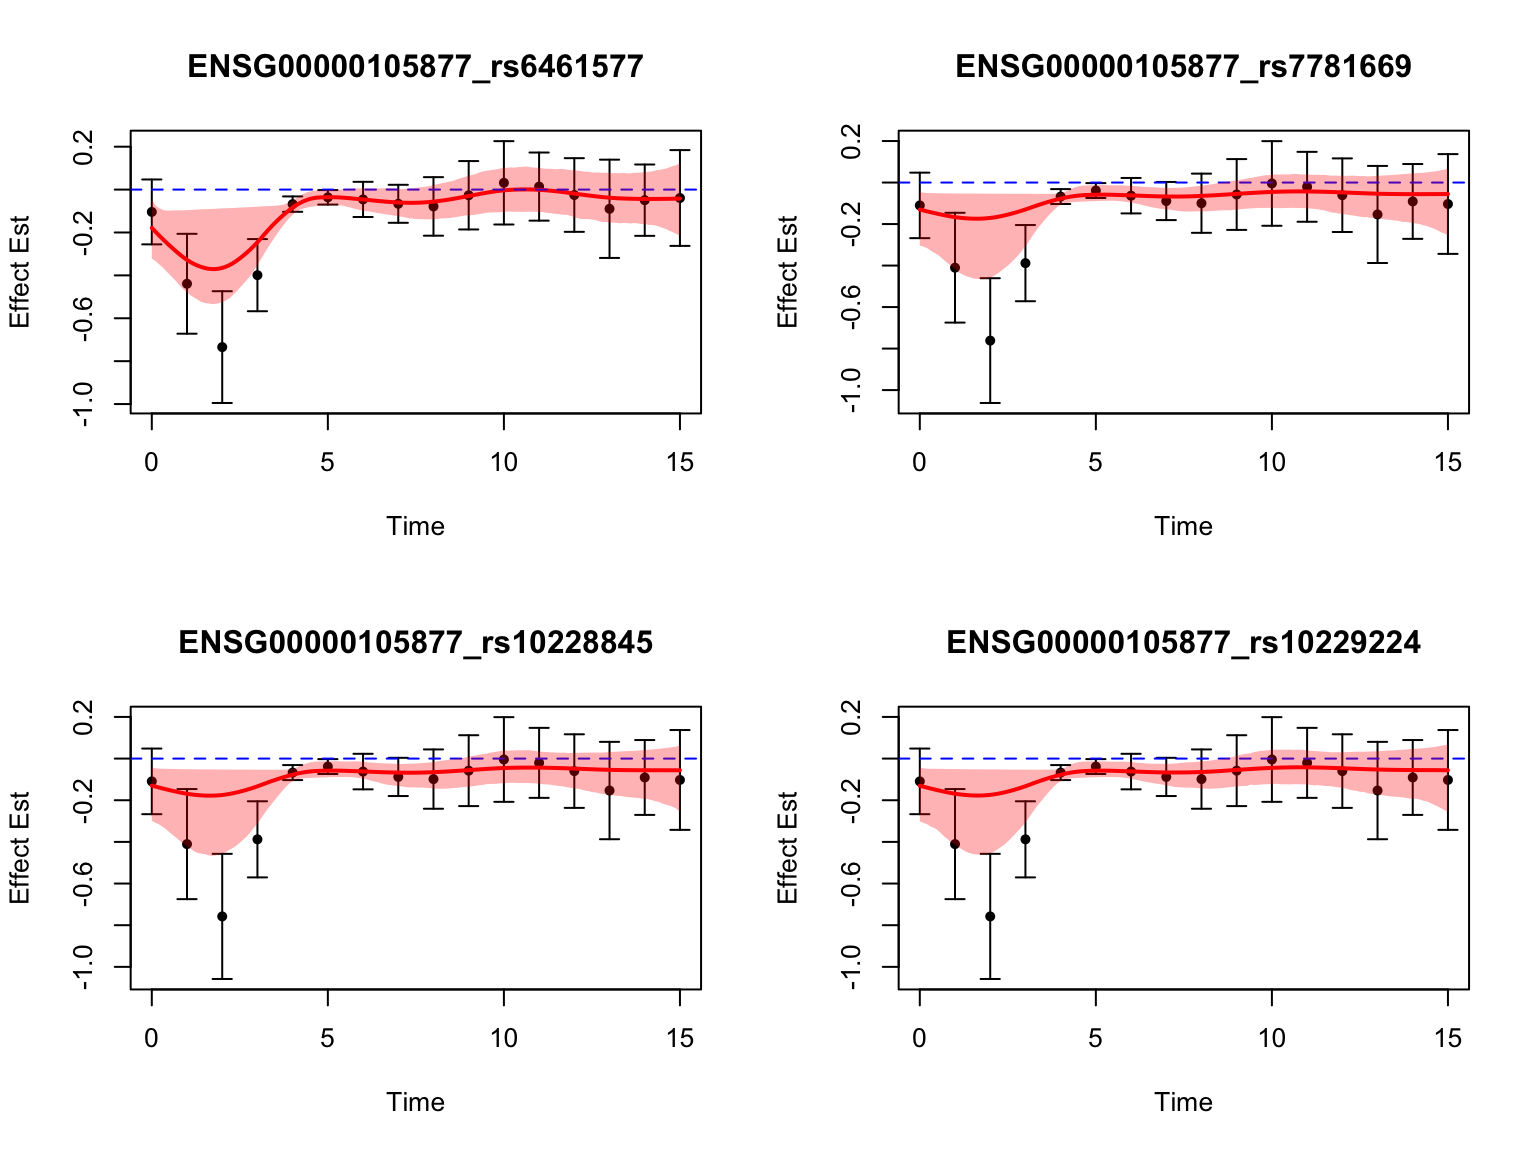 ENSG00000105877_rs6461577
Effect Est
0.2
-0.2
-0.6
-1.0
0 5 10 15
Time
ENSG00000105877_rs7781669
Effect Est
0.2
-0.2
-0.6
-1.0
0 5 10 15
Time
ENSG00000105877_rs10228845
Effect Est
0.2
-0.2
-0.6
-1.0
0 5 10 15
Time
ENSG00000105877_rs10229224
Effect Est
0.2
-0.2
-0.6
-1.0
0 5 10 15
Time